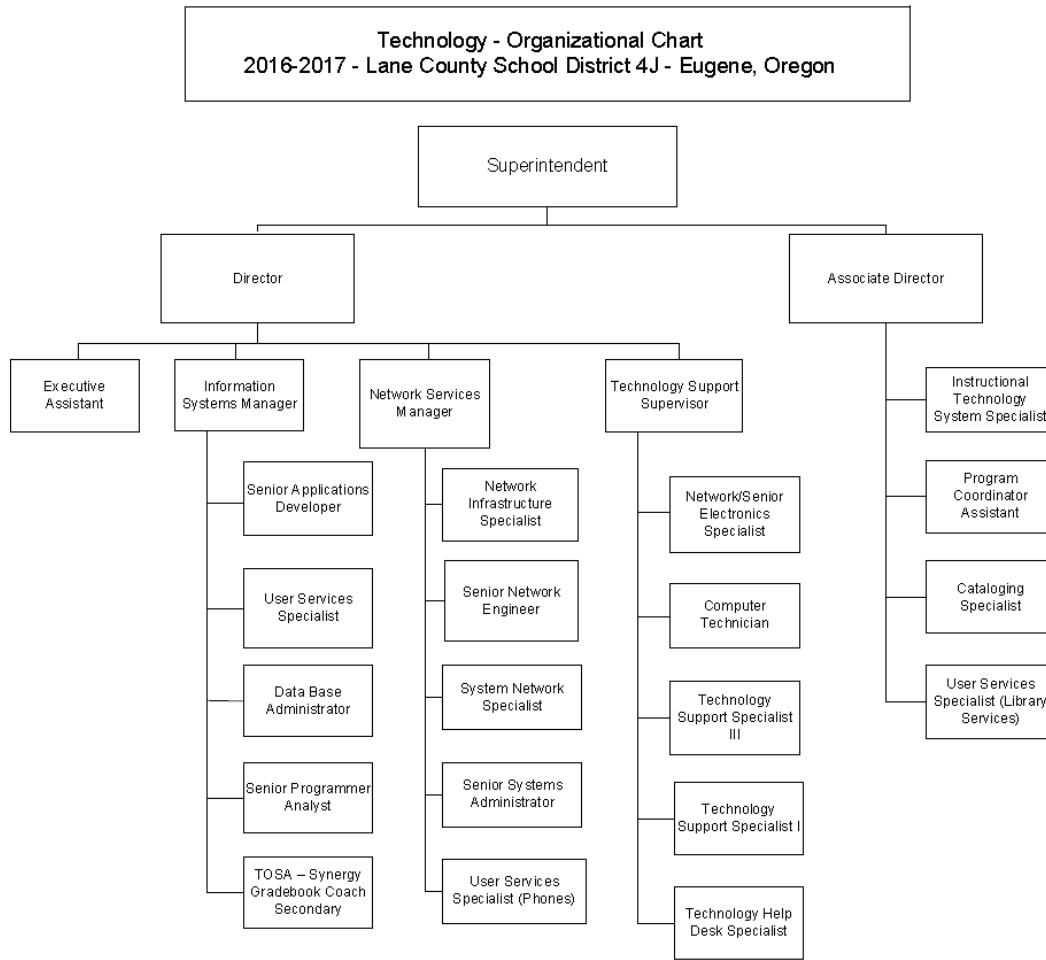 Technology - Organizational Chart
2016-2017 - Lane County School District 4J - Eugene, Oregon
Superintendent
Director
Associate Director
Executive
Assistant
Information
Systems Manager
Network Services
Manager
Technology Support
Supervisor
Senior Applications
Developer
User Services
Specialist
Data Base
Administrator
Senior Programmer
Analyst
TOSA – Synergy
Gradebook Coach
Secondary
Network
Infrastructure
Specialist
Senior Network
Engineer
System Network
Specialist
Senior Systems
Administrator
User Services
Specialist (Phones)
Network/Senior
Electronics
Specialist
Computer
Technician
Technology
Support Specialist
III
Technology
Support Specialist I
Technology Help
Desk Specialist
Instructional
Technology
System Specialist
Program
Coordinator
Assistant
Cataloging
Specialist
User Services
Specialist (Library
Services)